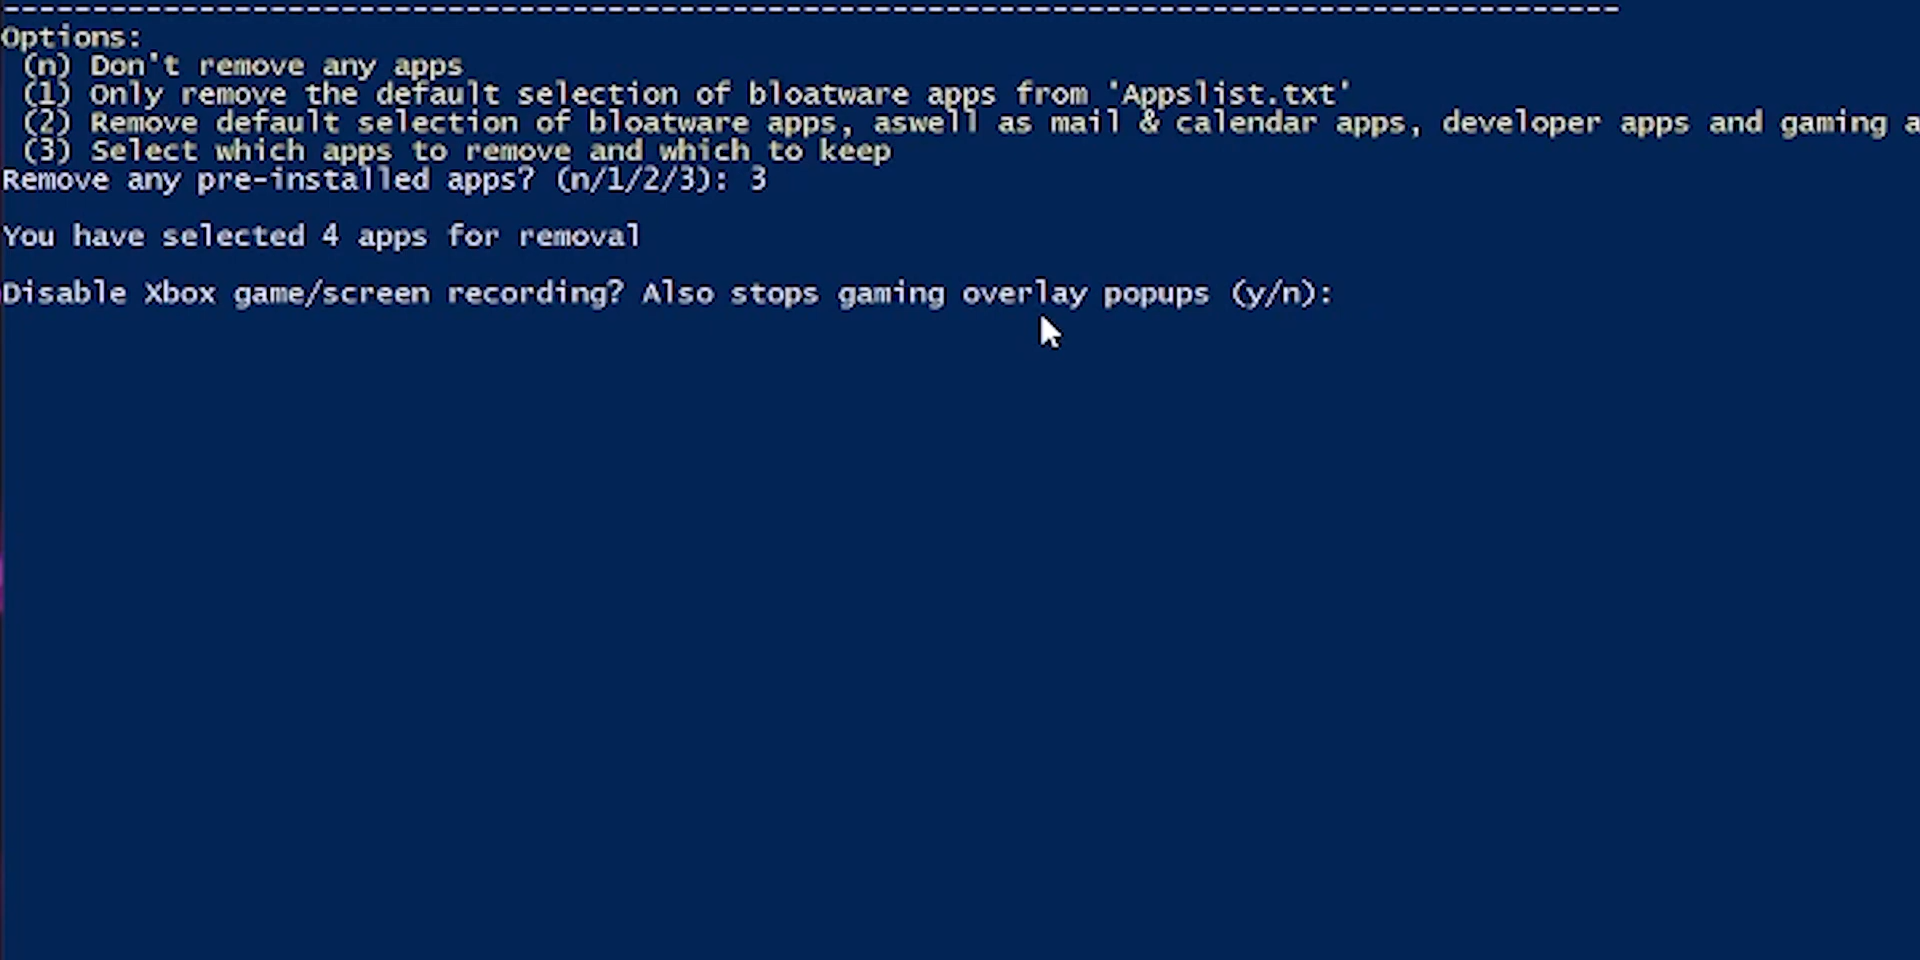 --------------------------------------------------------------------------------------------
Options:
(n) Don't remove any apps
(1) Only remove the default selection of bloatware apps from 'Appslist.txt'
(2) Remove default selection of bloatware apps, aswell as mail & calendar apps, developer apps and gaming a
(3) Select which apps to remove and which to keep
Remove any pre-installed apps? (n/1/2/3): 3
You have selected 4 apps for removal
Disable Xbox game/screen recording? Also stops gaming overlay popups (y/n):